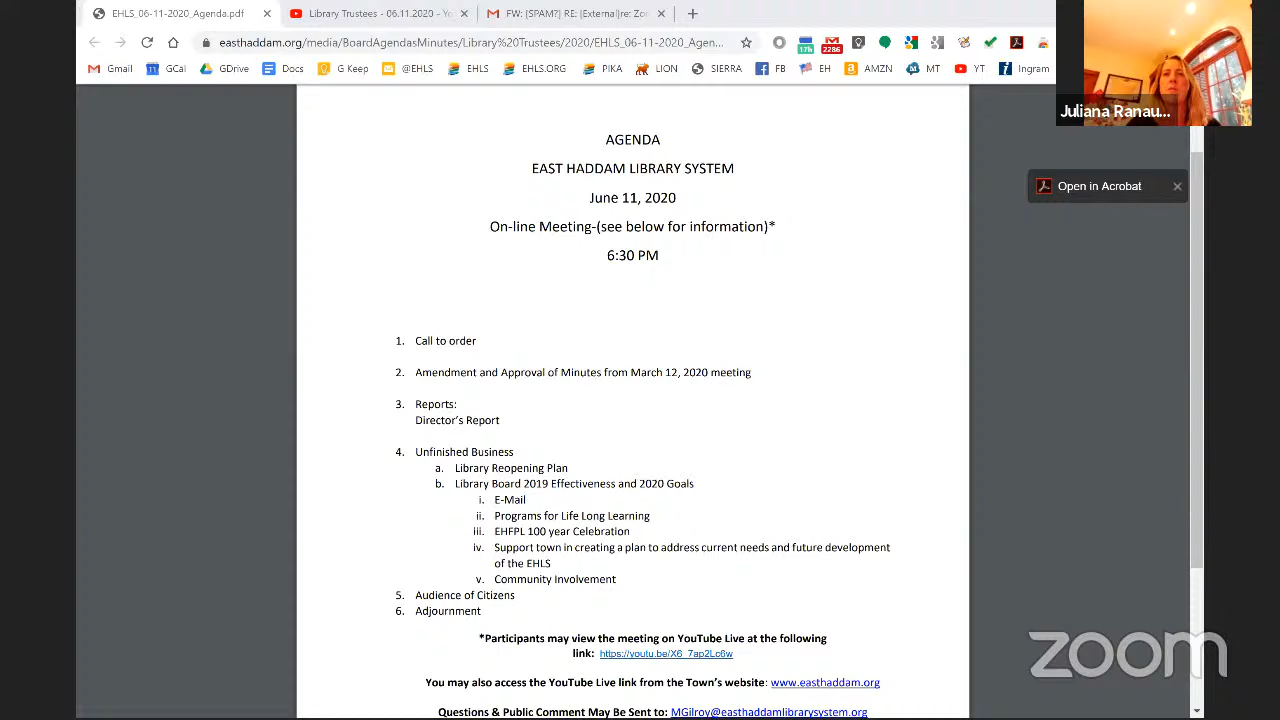 EHLS_06-11-2020_Agenda.pdf
Library Trustees - 06.11.2020 - Yo
FW: [SPAM?] RE: [External]re: Zoo
easthaddam.org/media/BoardAgendasMinutes/Library%20Trustees/2020/EHLS_06-11-2020_Agen...
17h
2286
Gmail
GCal
GDrive
Docs
G Keep
@EHLS
EHLS
EHLS.ORG
PIKA
LION
SIERRA
FB
EH
AMZN
MT
YT
Ingram
Juliana Ranau...
Open in Acrobat
AGENDA
EAST HADDAM LIBRARY SYSTEM
June 11, 2020
On-line Meeting-(see below for information)*
6:30 PM
1. Call to order
2. Amendment and Approval of Minutes from March 12, 2020 meeting
3. Reports:
Director's Report
4. Unfinished Business
a. Library Reopening Plan
b. Library Board 2019 Effectiveness and 2020 Goals
i. E-Mail
ii. Programs for Life Long Learning
iii. EHFPL 100 year Celebration
iv. Support town in creating a plan to address current needs and future development
of the EHLS
v. Community Involvement
5. Audience of Citizens
6. Adjournment
*Participants may view the meeting on YouTube Live at the following
link: https://youtu.be/X6_7ap2Lc6w
You may also access the YouTube Live link from the Town's website: www.easthaddam.org
Questions & Public Comment May Be Sent to: MGilroy@easthaddamlibrarysystem.org
zoom